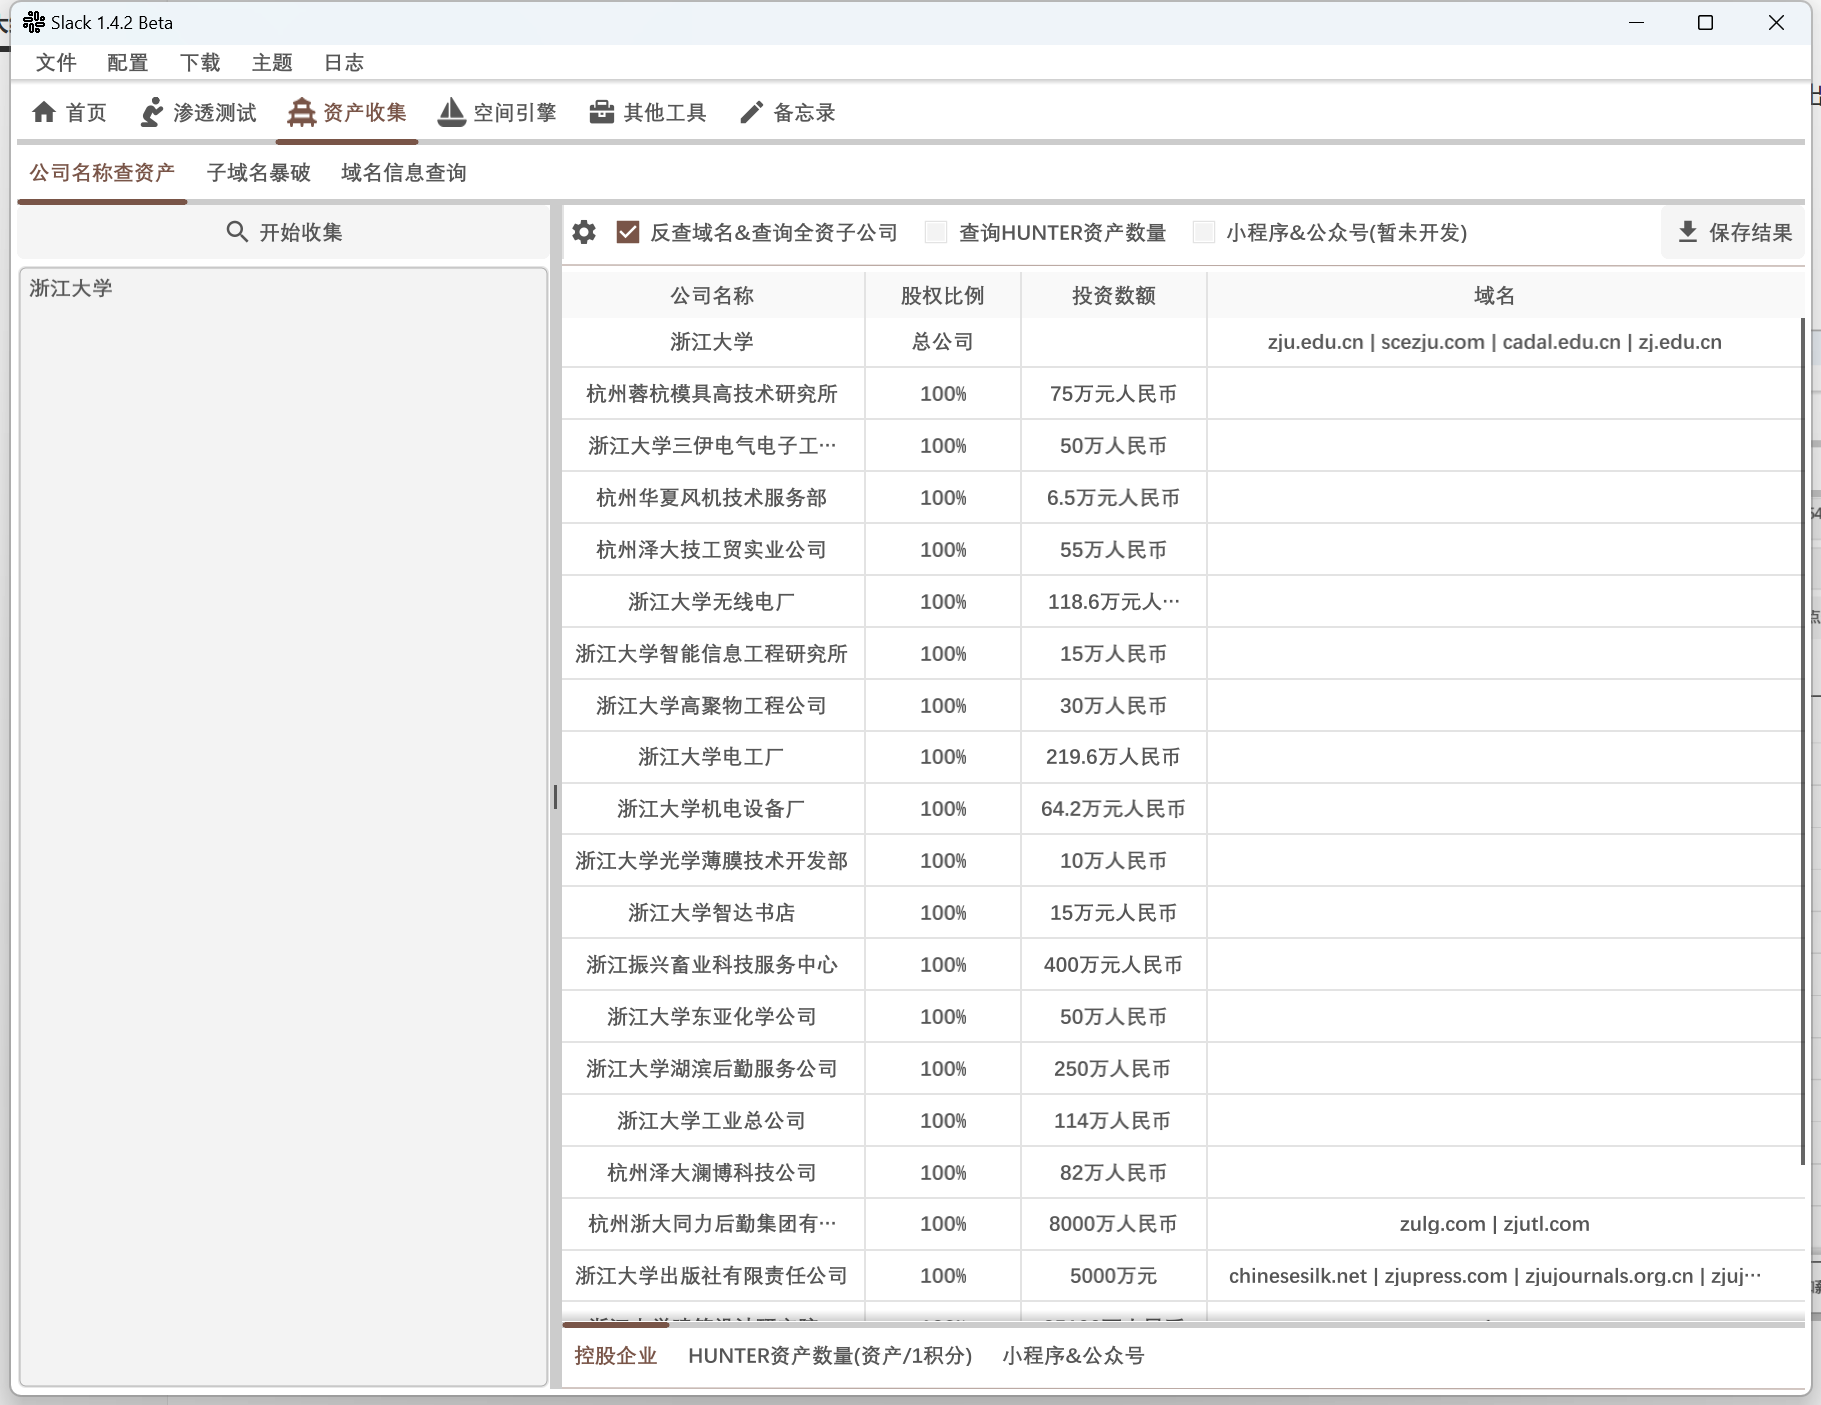 Slack 1.4.2 Beta
文件 配置 下载 主题 日志
首页 渗透测试 资产收集 空间引擎 其他工具 备忘录
公司名称查资产 子域名暴破 域名信息查询
开始收集 反查域名&查询全资子公司 查询HUNTER资产数量 小程序&公众号(暂未开发) 保存结果
浙江大学
公司名称 股权比例 投资数额 域名
浙江大学 总公司 zju.edu.cn | scezju.com | cadal.edu.cn | zj.edu.cn
杭州蓉杭模具高技术研究所 100% 75万元人民币
浙江大学三伊电气电子工… 100% 50万人民币
杭州华夏风机技术服务部 100% 6.5万元人民币
杭州泽大技工贸实业公司 100% 55万人民币
浙江大学无线电厂 100% 118.6万元人…
浙江大学智能信息工程研究所 100% 15万人民币
浙江大学高聚物工程公司 100% 30万人民币
浙江大学电工厂 100% 219.6万人民币
浙江大学机电设备厂 100% 64.2万元人民币
浙江大学光学薄膜技术开发部 100% 10万人民币
浙江大学智达书店 100% 15万元人民币
浙江振兴畜业科技服务中心 100% 400万元人民币
浙江大学东亚化学公司 100% 50万人民币
浙江大学湖滨后勤服务公司 100% 250万人民币
浙江大学工业总公司 100% 114万人民币
杭州泽大澜博科技公司 100% 82万人民币
杭州浙大同力后勤集团有… 100% 8000万人民币 zulg.com | zjutl.com
浙江大学出版社有限责任公司 100% 5000万元 chinesesilk.net | zjupress.com | zjujournals.org.cn | zjuj…
控股企业 HUNTER资产数量(资产/1积分) 小程序&公众号